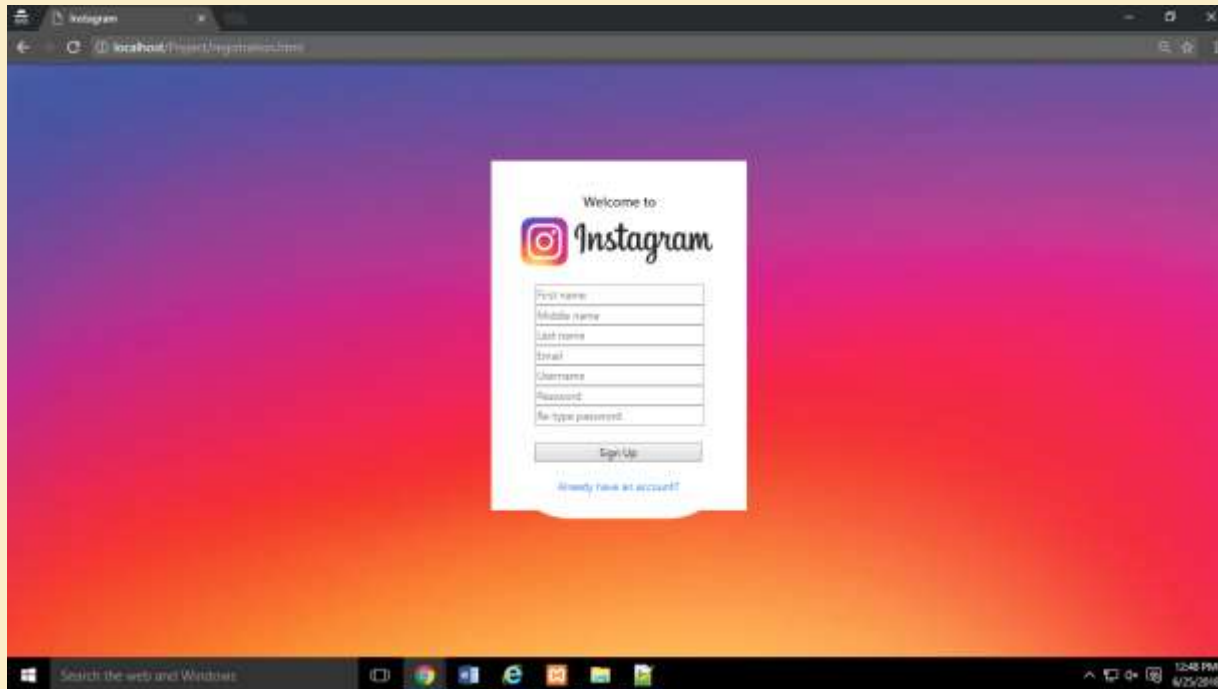 Instagram
localhost/Project/registration.html
Welcome to
Instagram
First name
Middle name
Last name
Email
Username
Password
Re-type password
Sign Up
Already have an account?
Search the web and Windows
12:48 PM